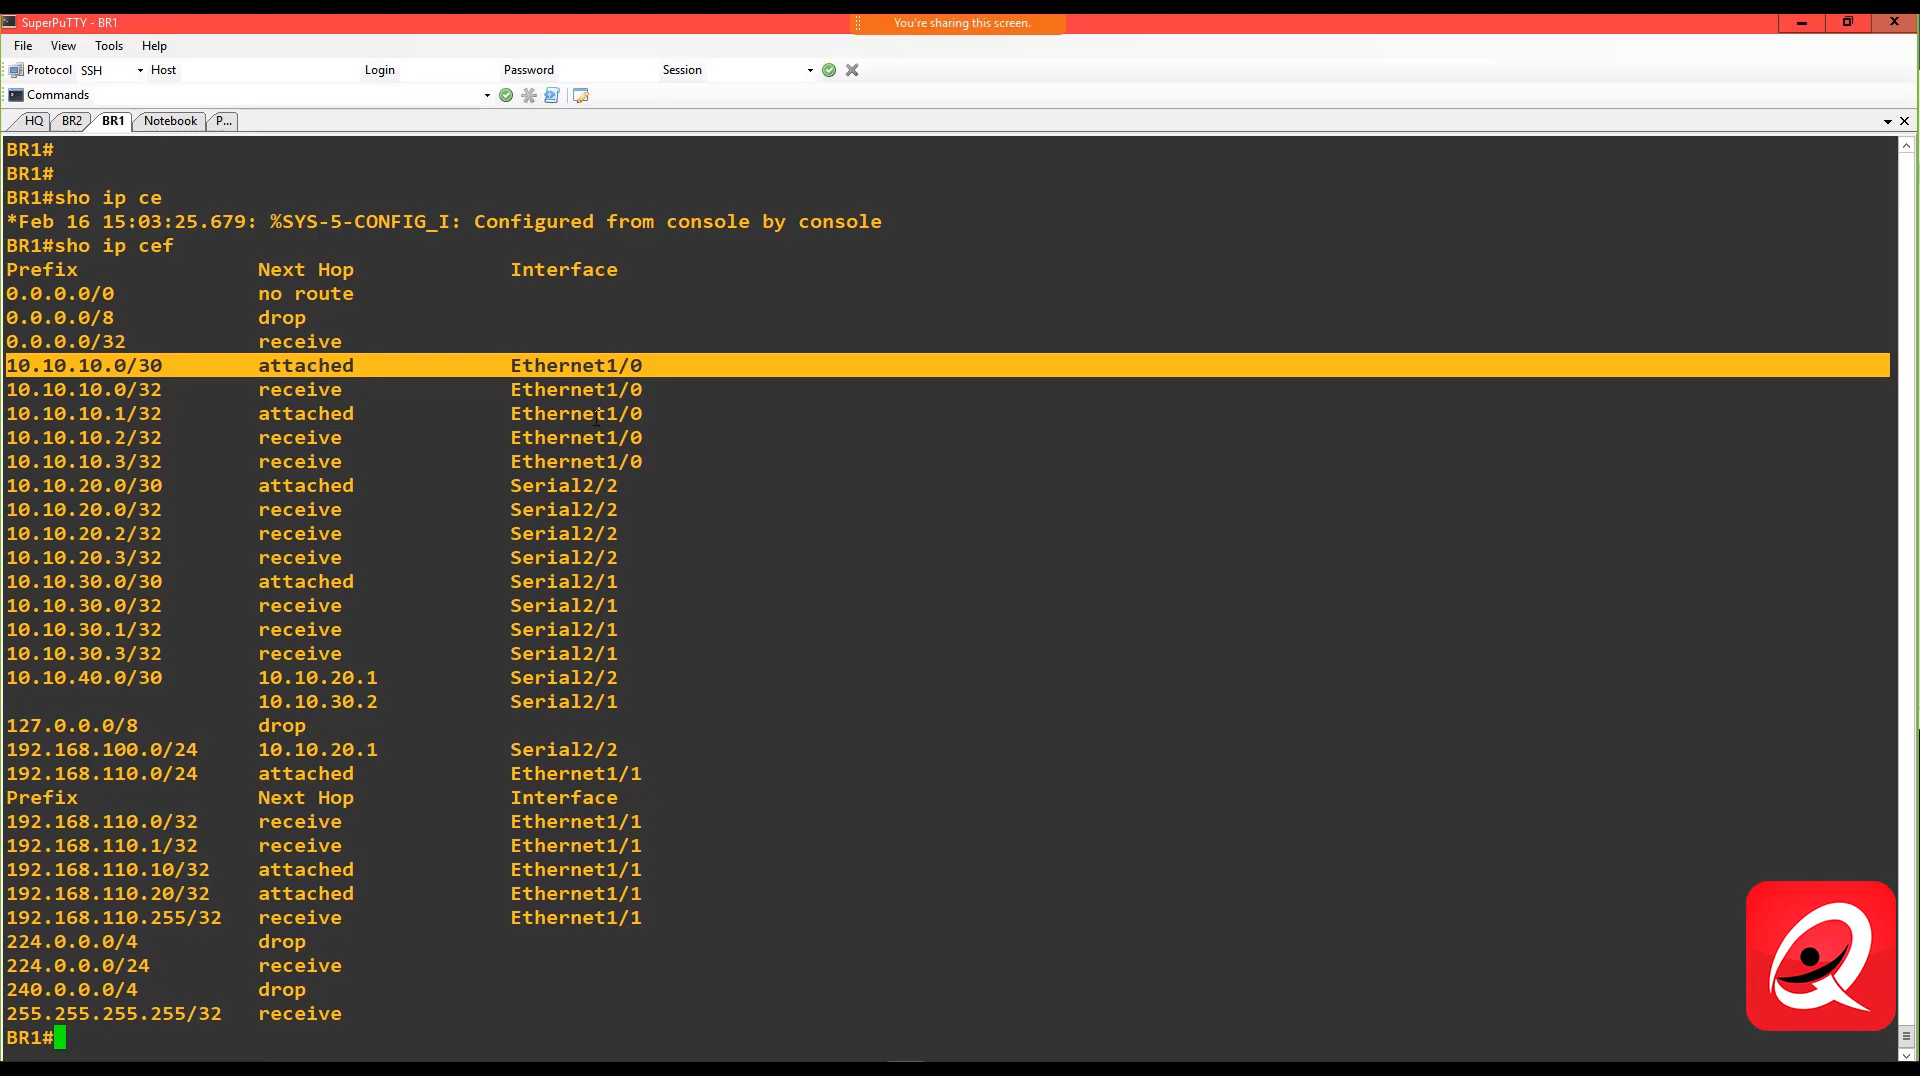 SuperPuTTY - BR1
You're sharing this screen.
File View Tools Help
Protocol SSH Host Login Password Session
Commands
HQ BR2 BR1 Notebook P...
BR1#
BR1#
BR1#sho ip ce
*Feb 16 15:03:25.679: %SYS-5-CONFIG_I: Configured from console by console
BR1#sho ip cef
Prefix Next Hop Interface
0.0.0.0/0 no route
0.0.0.0/8 drop
0.0.0.0/32 receive
10.10.10.0/30 attached Ethernet1/0
10.10.10.0/32 receive Ethernet1/0
10.10.10.1/32 attached Ethernet1/0
10.10.10.2/32 receive Ethernet1/0
10.10.10.3/32 receive Ethernet1/0
10.10.20.0/30 attached Serial2/2
10.10.20.0/32 receive Serial2/2
10.10.20.2/32 receive Serial2/2
10.10.20.3/32 receive Serial2/2
10.10.30.0/30 attached Serial2/1
10.10.30.0/32 receive Serial2/1
10.10.30.1/32 receive Serial2/1
10.10.30.3/32 receive Serial2/1
10.10.40.0/30 10.10.20.1 Serial2/2
10.10.30.2 Serial2/1
127.0.0.0/8 drop
192.168.100.0/24 10.10.20.1 Serial2/2
192.168.110.0/24 attached Ethernet1/1
Prefix Next Hop Interface
192.168.110.0/32 receive Ethernet1/1
192.168.110.1/32 receive Ethernet1/1
192.168.110.10/32 attached Ethernet1/1
192.168.110.20/32 attached Ethernet1/1
192.168.110.255/32 receive Ethernet1/1
224.0.0.0/4 drop
224.0.0.0/24 receive
240.0.0.0/4 drop
255.255.255.255/32 receive
BR1#